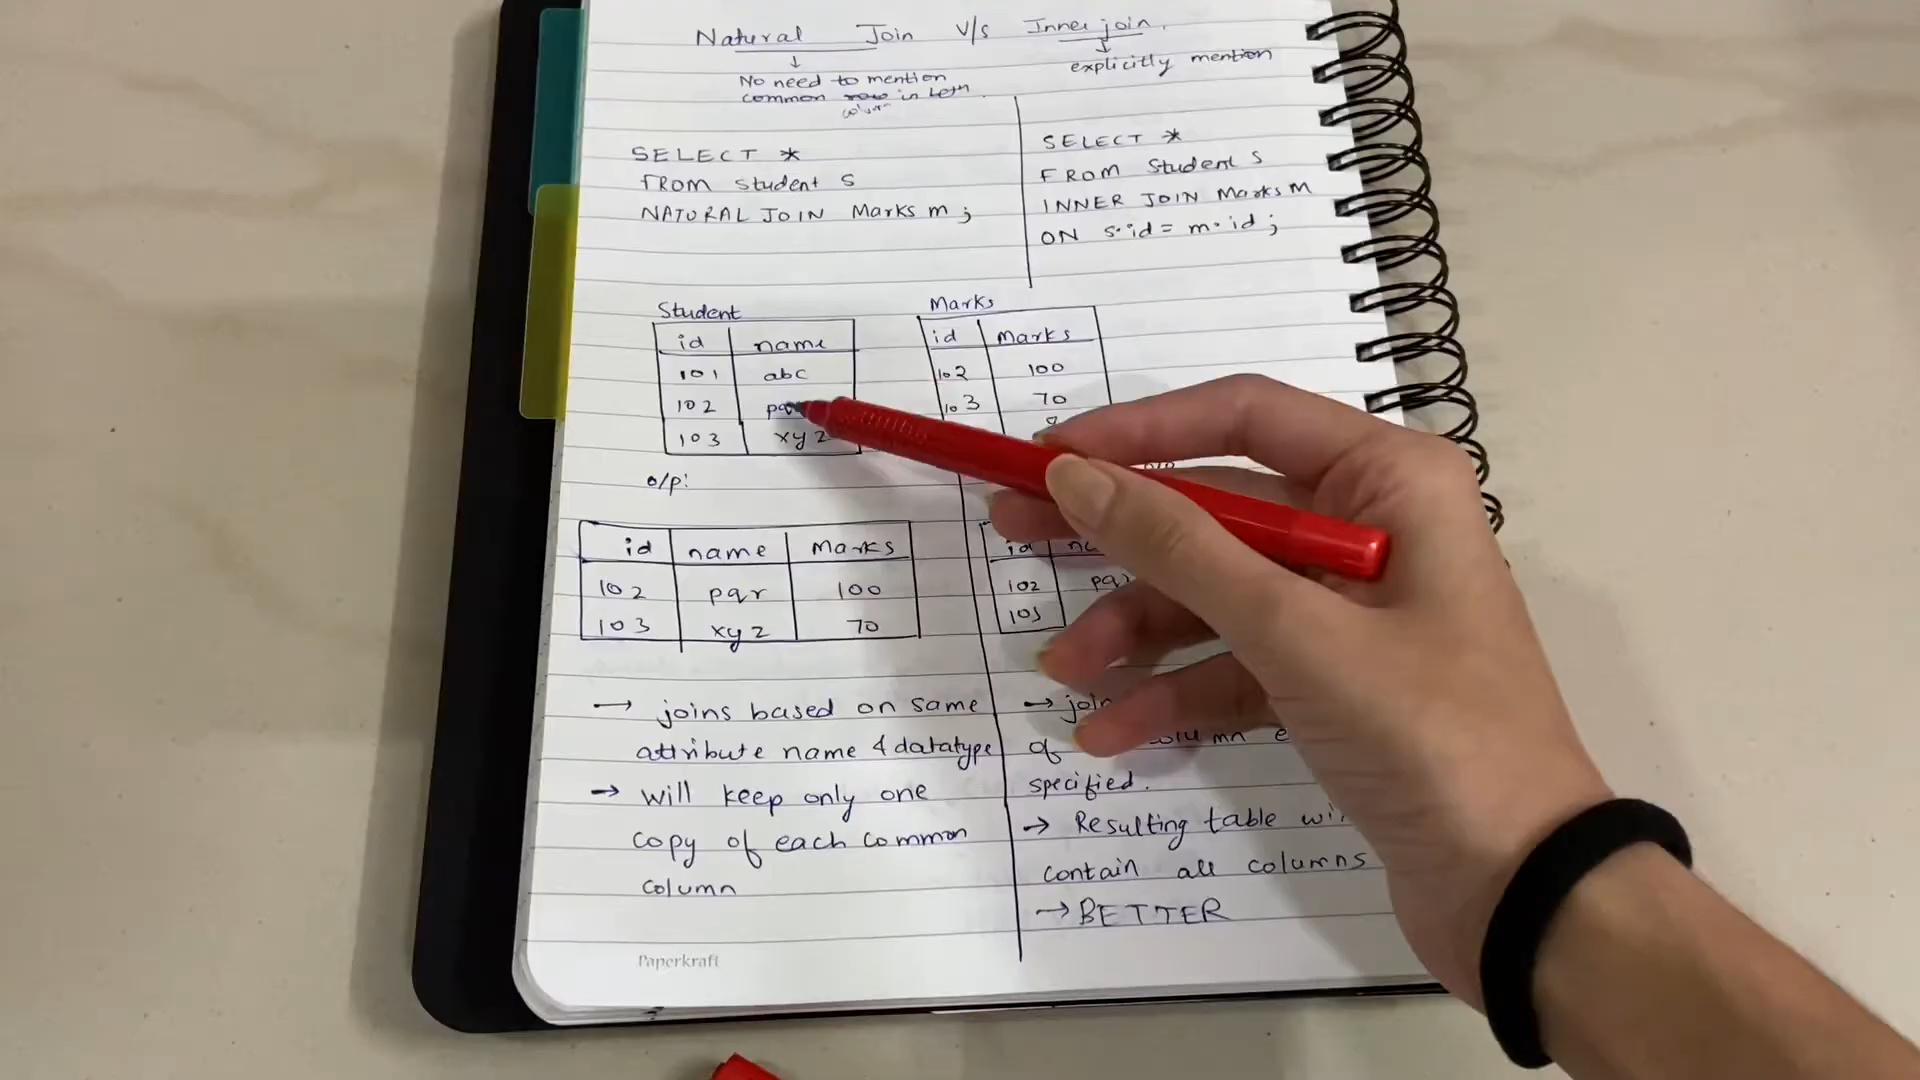 Natural Join v/s Inner join.
↓
No need to mention
common row in both
column
↓
explicitly mention
SELECT *
FROM student s
NATURAL JOIN Marks m ;
SELECT *
FROM Student s
INNER JOIN Marks m
ON s.id = m.id ;
Student
id name
101 abc
102
103 xyz
Marks
id Marks
102 100
103 70
o/p:
id name Marks
102 pqr 100
103 xyz 70
id
102 pqr
103
→ joins based on same
attribute name & datatype
→ will keep only one
copy of each common
column
→
of
specified.
→ Resulting table
contain all columns
→ BETTER
Paperkraft